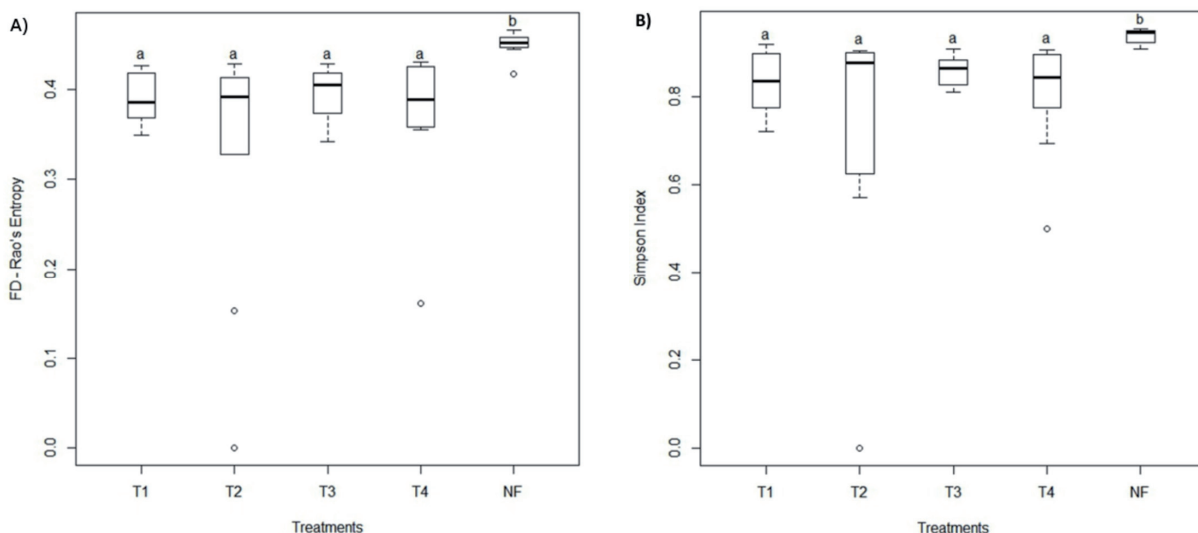 A)
FD - Rao's Entropy
0.4
0.3
0.2
0.1
0.0
a
a
a
a
b
T1 T2 T3 T4 NF
Treatments
B)
Simpson Index
0.8
0.6
0.4
0.2
0.0
a
a
a
a
b
T1 T2 T3 T4 NF
Treatments